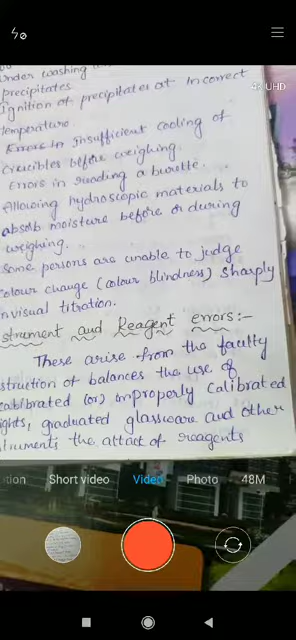 under washing
precipitates
Ignition of precipitates at Incorrect
temperature.
Errors in Insufficient cooling of
crucibles before weighing.
Errors in reading a burette.
Allowing hydroscopic materials to
absorb moisture before or during
weighing.
Some persons are unable to judge
colour change (colour blindness) sharply
invisual titration.
strument and Reagent errors:-
These arise from the faulty
struction of balances the use of
calibrated (or) improperly calibrated
ights, graduated glassware and other
struments the attact of reagents
UHD
Short video
Video
Photo
48M